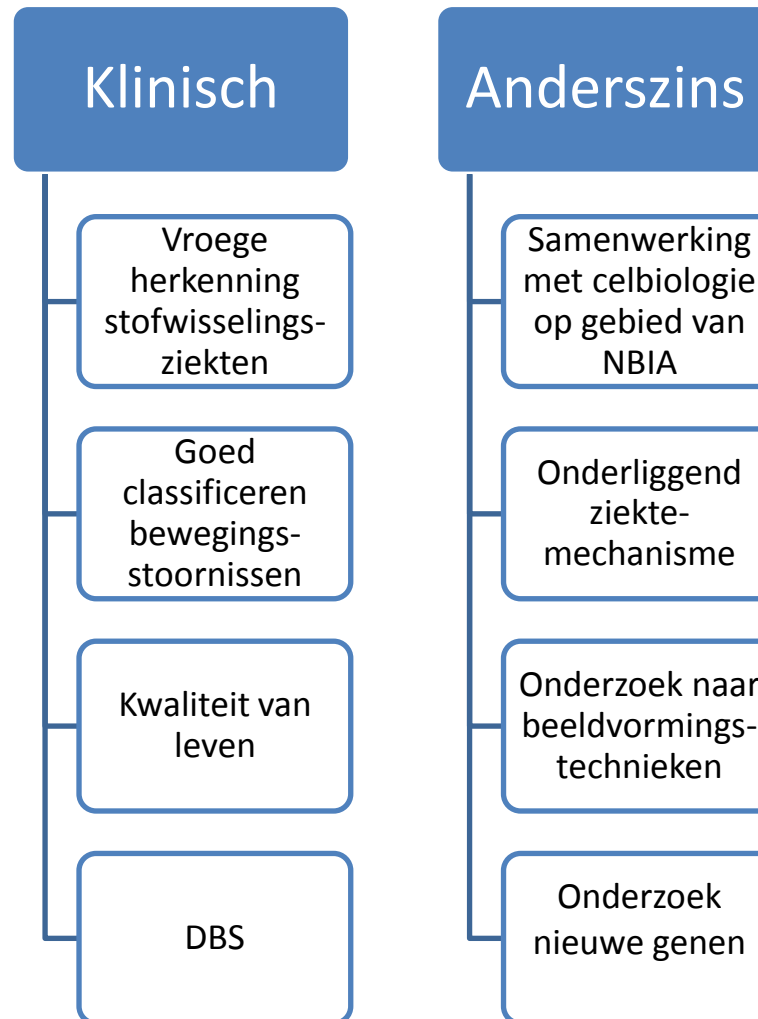 Klinisch
Vroege
herkenning
stofwisselings-
ziekten
Goed
classificeren
bewegings-
stoornissen
Kwaliteit van
leven
DBS
Anderszins
Samenwerking
met celbiologie
op gebied van
NBIA
Onderliggend
ziekte-
mechanisme
Onderzoek naar
beeldvormings-
technieken
Onderzoek
nieuwe genen